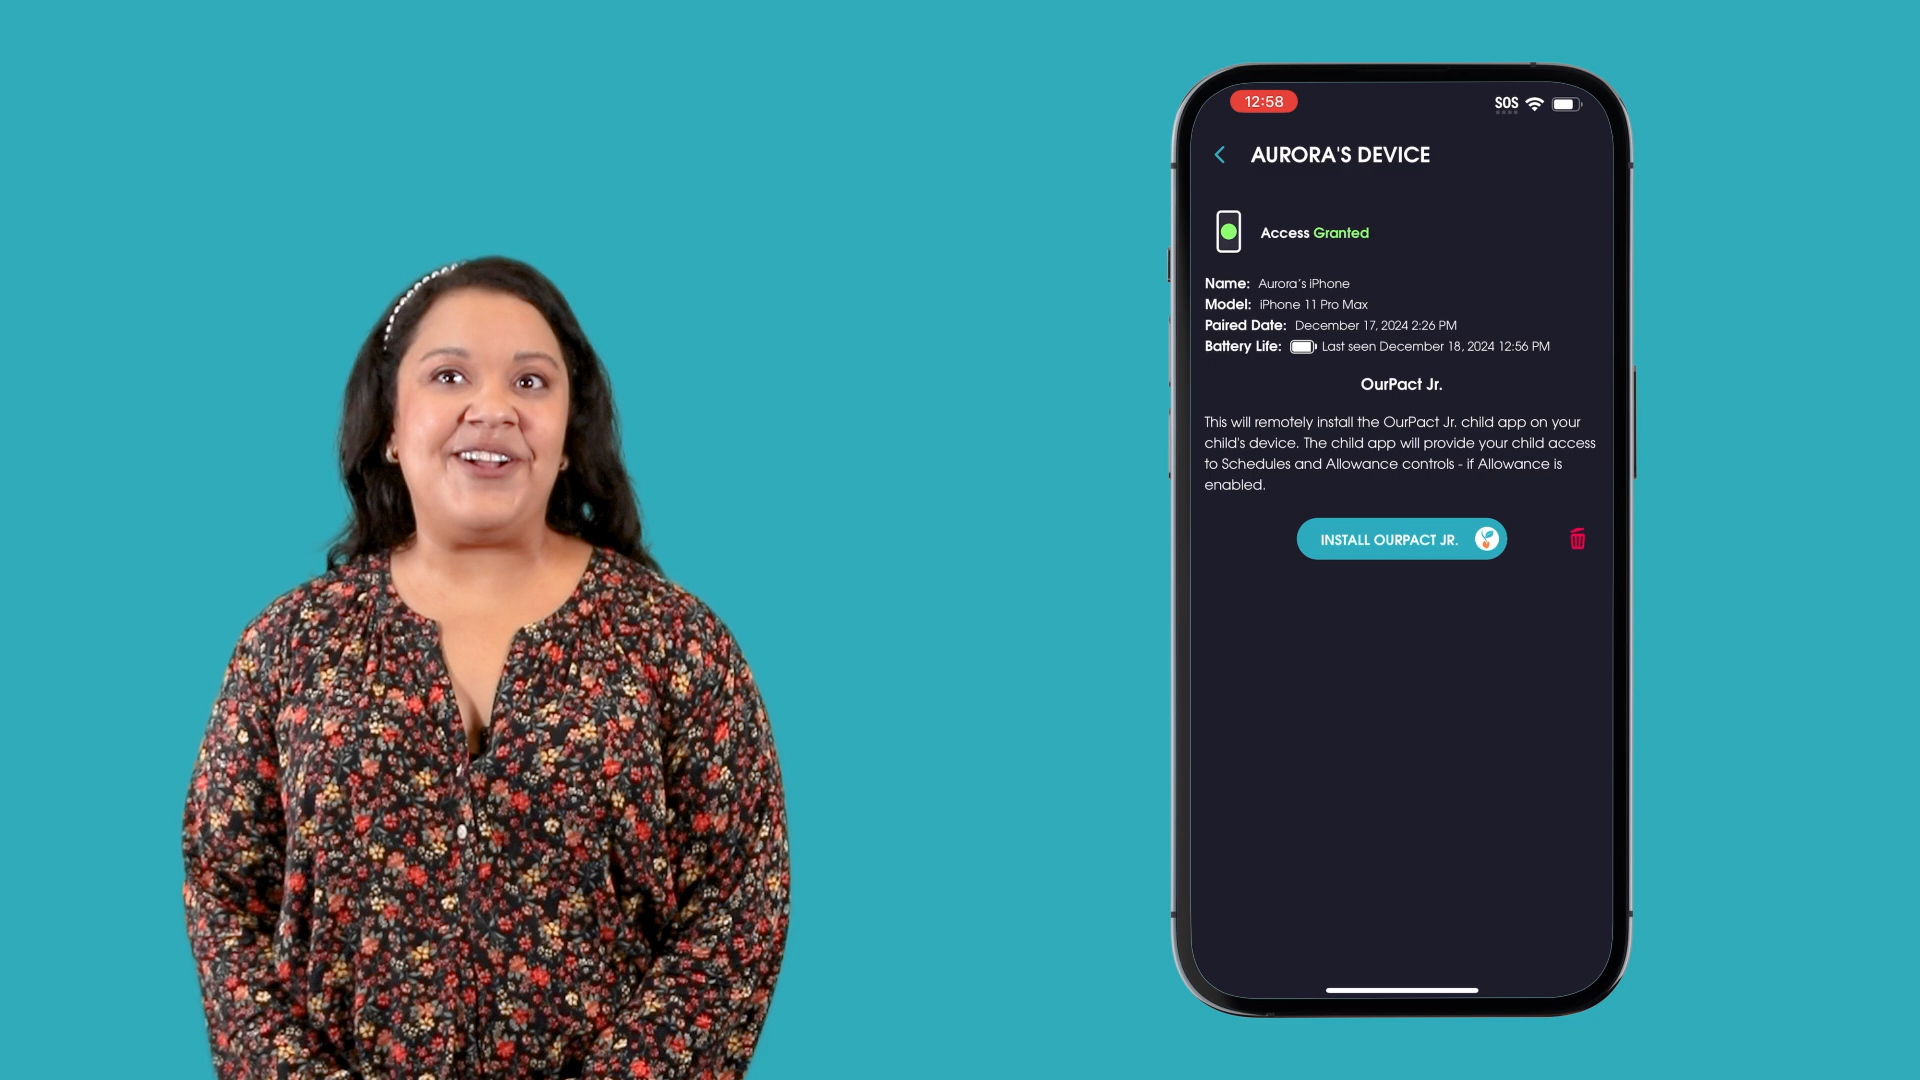 12:58
SOS
AURORA'S DEVICE
Access Granted
Name: Aurora's iPhone
Model: iPhone 11 Pro Max
Paired Date: December 17, 2024 2:26 PM
Battery Life: Last seen December 18, 2024 12:56 PM
OurPact Jr.
This will remotely install the OurPact Jr. child app on your
child's device. The child app will provide your child access
to Schedules and Allowance controls - if Allowance is
enabled.
INSTALL OURPACT JR.